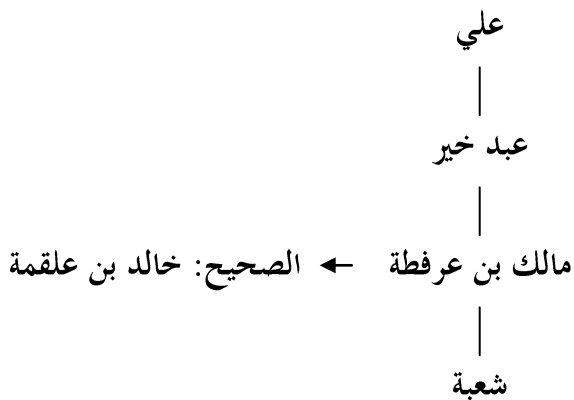 علي
عبد خير
مالك بن عرفطة ← الصحيح: خالد بن علقمة
شعبة